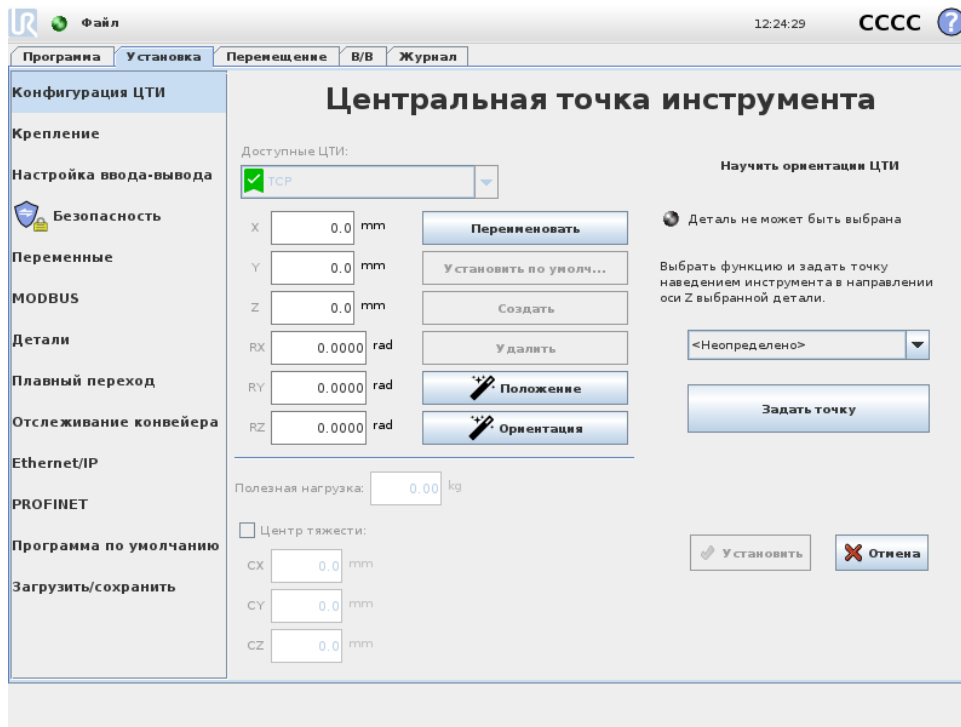 UR Файл 12:24:29 CCCC ?
Программа Установка Перемещение В/В Журнал
Конфигурация ЦТИ
Крепление
Настройка ввода-вывода
Безопасность
Переменные
MODBUS
Детали
Плавный переход
Отслеживание конвейера
Ethernet/IP
PROFINET
Программа по умолчанию
Загрузить/сохранить
Центральная точка инструмента
Доступные ЦТИ:
TCP
X 0.0 mm Переименовать
Y 0.0 mm Установить по умолч...
Z 0.0 mm Создать
RX 0.0000 rad Удалить
RY 0.0000 rad Положение
RZ 0.0000 rad Ориентация
Полезная нагрузка: 0.00 kg
Центр тяжести:
CX 0.0 mm
CY 0.0 mm
CZ 0.0 mm
Научить ориентации ЦТИ
Деталь не может быть выбрана
Выбрать функцию и задать точку
наведением инструмента в направлении
оси Z выбранной детали.
<Неопределено>
Задать точку
Установить Отмена